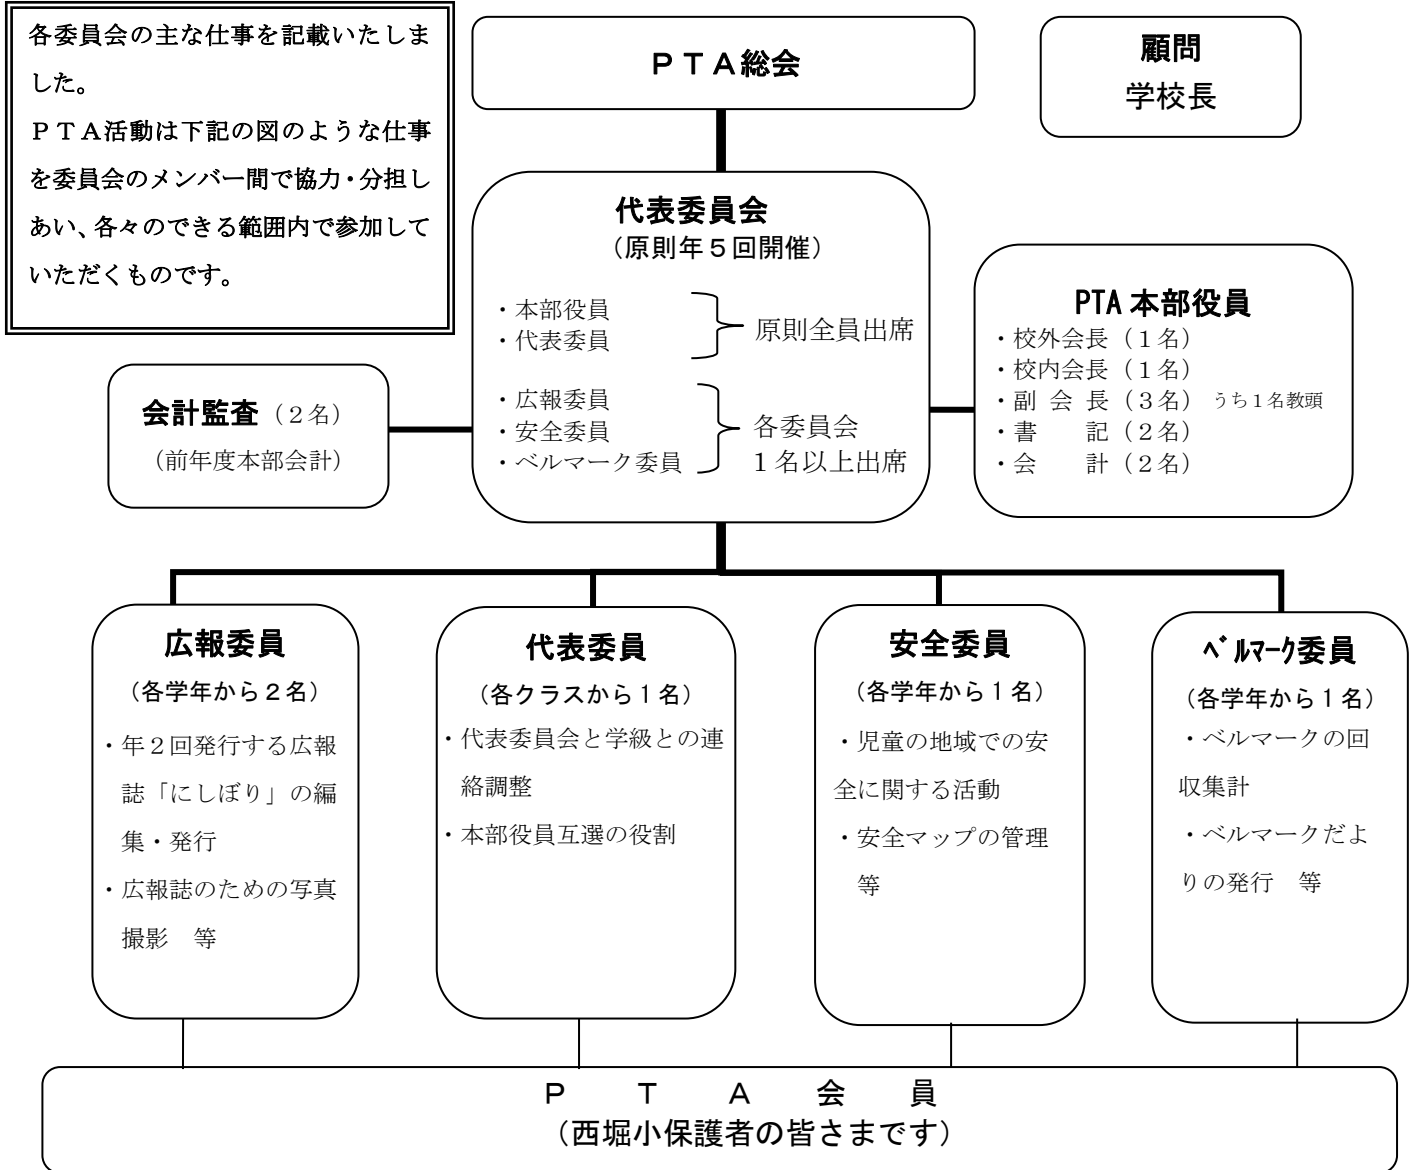 各委員会の主な仕事を記載いたしま
した。
ＰＴＡ活動は下記の図のような仕事
を委員会のメンバー間で協力・分担し
あい、各々のできる範囲内で参加して
いただくものです。
ＰＴＡ総会
顧問
学校長
代表委員会
（原則年５回開催）
・本部役員
・代表委員
原則全員出席
・広報委員
・安全委員
・ベルマーク委員
各委員会
１名以上出席
会計監査（２名）
（前年度本部会計）
PTA 本部役員
・校外会長（１名）
・校内会長（１名）
・副 会 長（３名） うち１名教頭
・書　　記（２名）
・会　　計（２名）
広報委員
（各学年から２名）
・年２回発行する広報
誌「にしぼり」の編
集・発行
・広報誌のための写真
撮影　等
代表委員
（各クラスから１名）
・代表委員会と学級との連
絡調整
・本部役員互選の役割
安全委員
（各学年から１名）
・児童の地域での安
全に関する活動
・安全マップの管理
等
ﾍﾞﾙﾏｰｸ委員
（各学年から１名）
・ベルマークの回
収集計
・ベルマークだよ
りの発行　等
Ｐ　Ｔ　Ａ　会　員
（西堀小保護者の皆さまです）